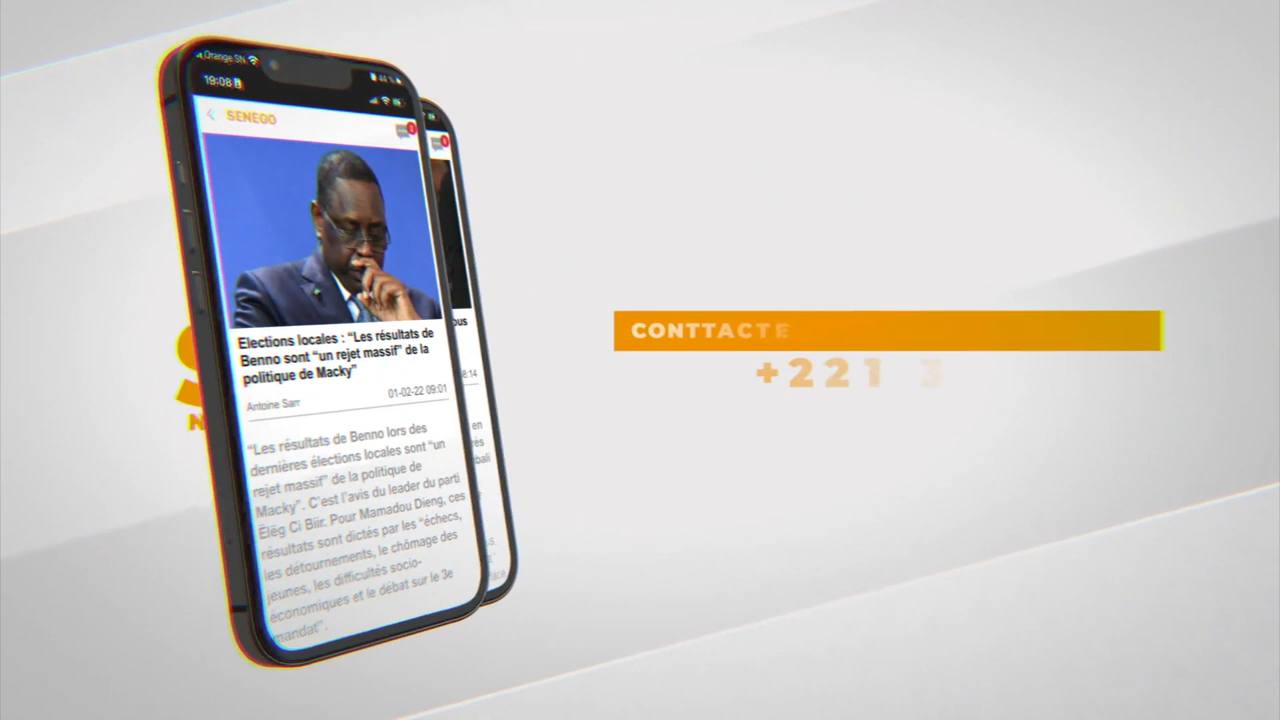 Orange SN
19:08
44 %
SENEGO
Elections locales : “Les résultats de
Benno sont “un rejet massif” de la
politique de Macky”
Antoine Sarr 01-02-22 09:01
“Les résultats de Benno lors des
dernières élections locales sont “un
rejet massif” de la politique de
Macky”. C’est l’avis du leader du parti
Ëlëg Ci Biir. Pour Mamadou Dieng, ces
résultats sont dictés par les “échecs,
les détournements, le chômage des
jeunes, les difficultés socio-
économiques et le débat sur le 3e
mandat”.
CONTTACTE
+221 3